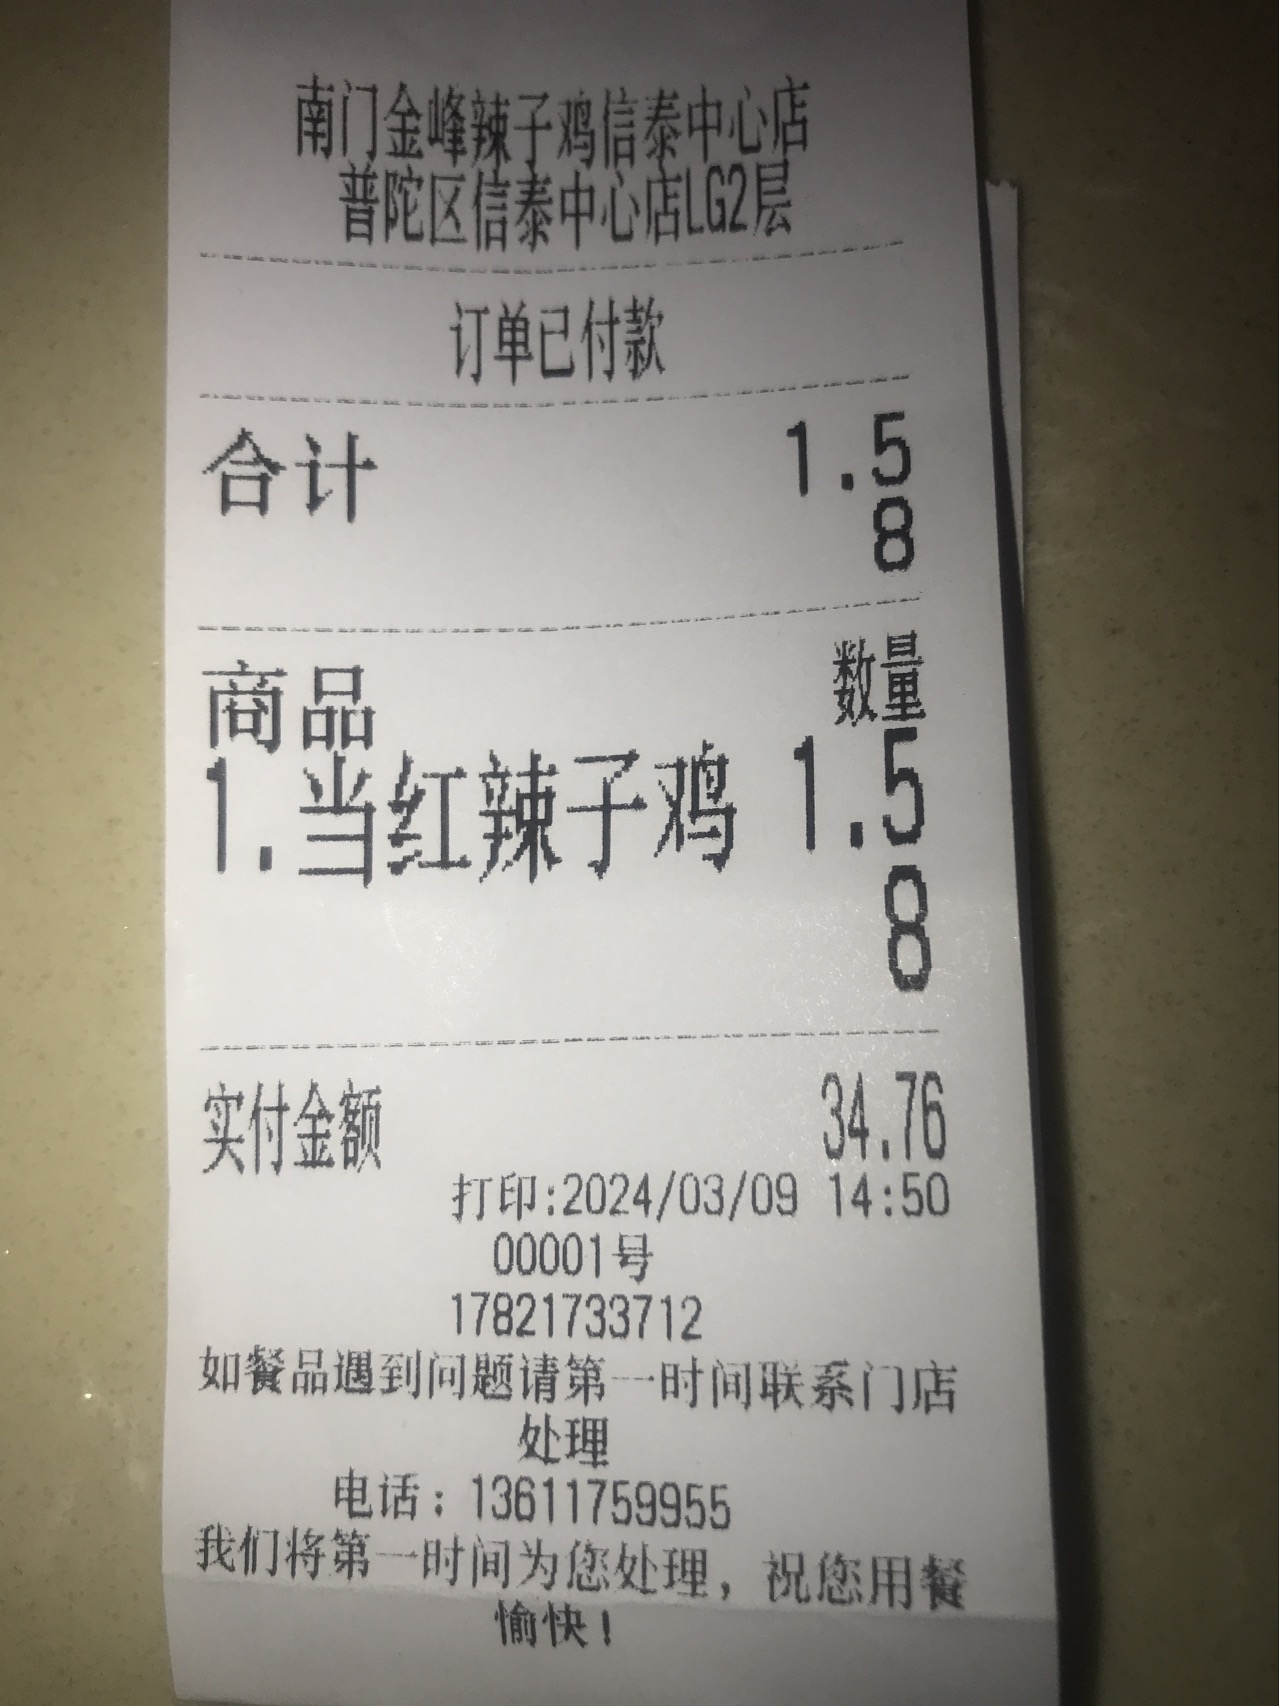 南门金峰辣子鸡信泰中心店
普陀区信泰中心店LG2层
订单已付款
合计 1.5
8
商品 数量
1.当红辣子鸡 1.5
8
实付金额 34.76
打印:2024/03/09 14:50
00001号
17821733712
如餐品遇到问题请第一时间联系门店
处理
电话：13611759955
我们将第一时间为您处理，祝您用餐
愉快！